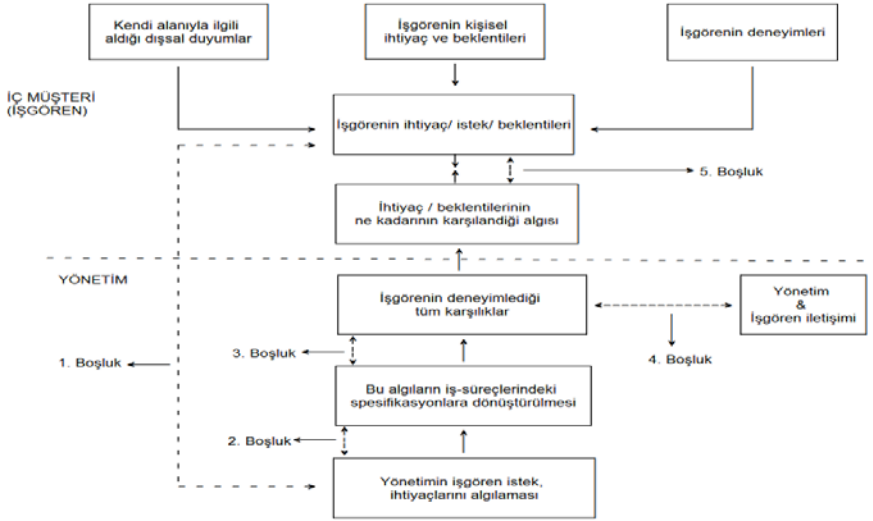 Kendi alanıyla ilgili
aldığı dışsal duyumlar
İşgörenin kişisel
ihtiyaç ve beklentileri
İşgörenin deneyimleri
İÇ MÜŞTERİ
(İŞGÖREN)
İşgörenin ihtiyaç/ istek/ beklentileri
5. Boşluk
İhtiyaç / beklentilerinin
ne kadarının karşılandiği algısı
YÖNETİM
İşgörenin deneyimlediği
tüm karşılıklar
Yönetim
&
İşgören iletişimi
3. Boşluk
4. Boşluk
1. Boşluk
Bu algıların iş-süreçlerindeki
spesifikasyonlara dönüştürülmesi
2. Boşluk
Yönetimin işgören istek,
ihtiyaçlarını algılaması